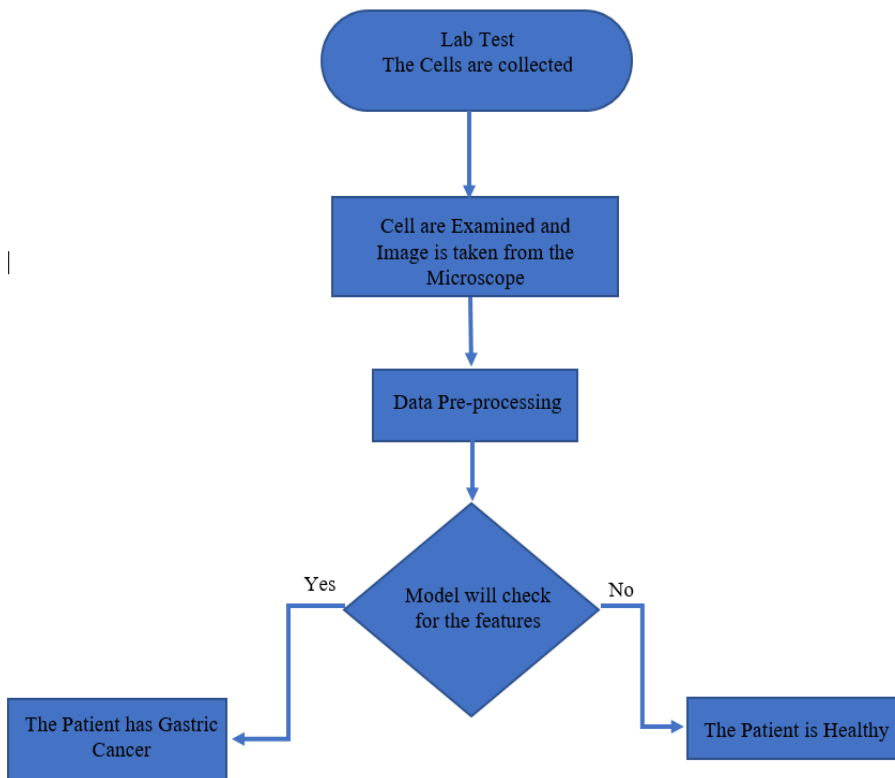 Lab Test
The Cells are collected
Cell are Examined and
Image is taken from the
Microscope
Data Pre-processing
Yes
Model will check
for the features
No
The Patient has Gastric
Cancer
The Patient is Healthy